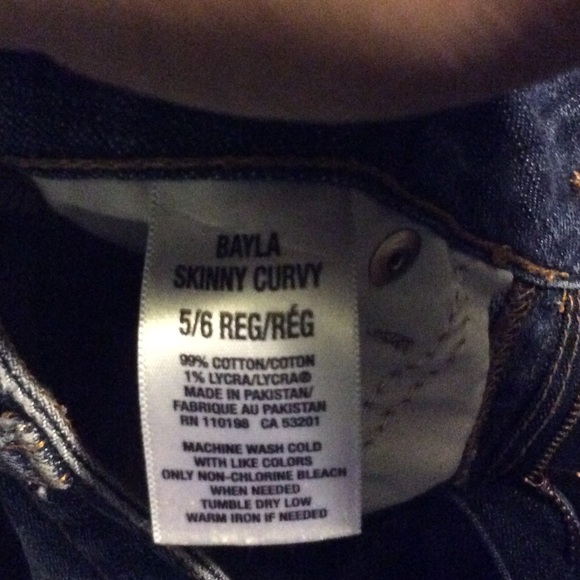 BAYLA
SKINNY CURVY
5/6 REG/RÉG
99% COTTON/COTON
1% LYCRA/LYCRA®
MADE IN PAKISTAN/
FABRIQUE AU PAKISTAN
RN 110198 CA 53201
MACHINE WASH COLD
WITH LIKE COLORS
ONLY NON-CHLORINE BLEACH
WHEN NEEDED
TUMBLE DRY LOW
WARM IRON IF NEEDED